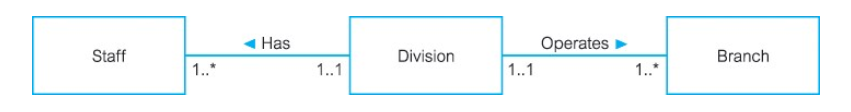 Staff
◄ Has
1..*
1..1
Division
Operates ►
1..1
1..*
Branch